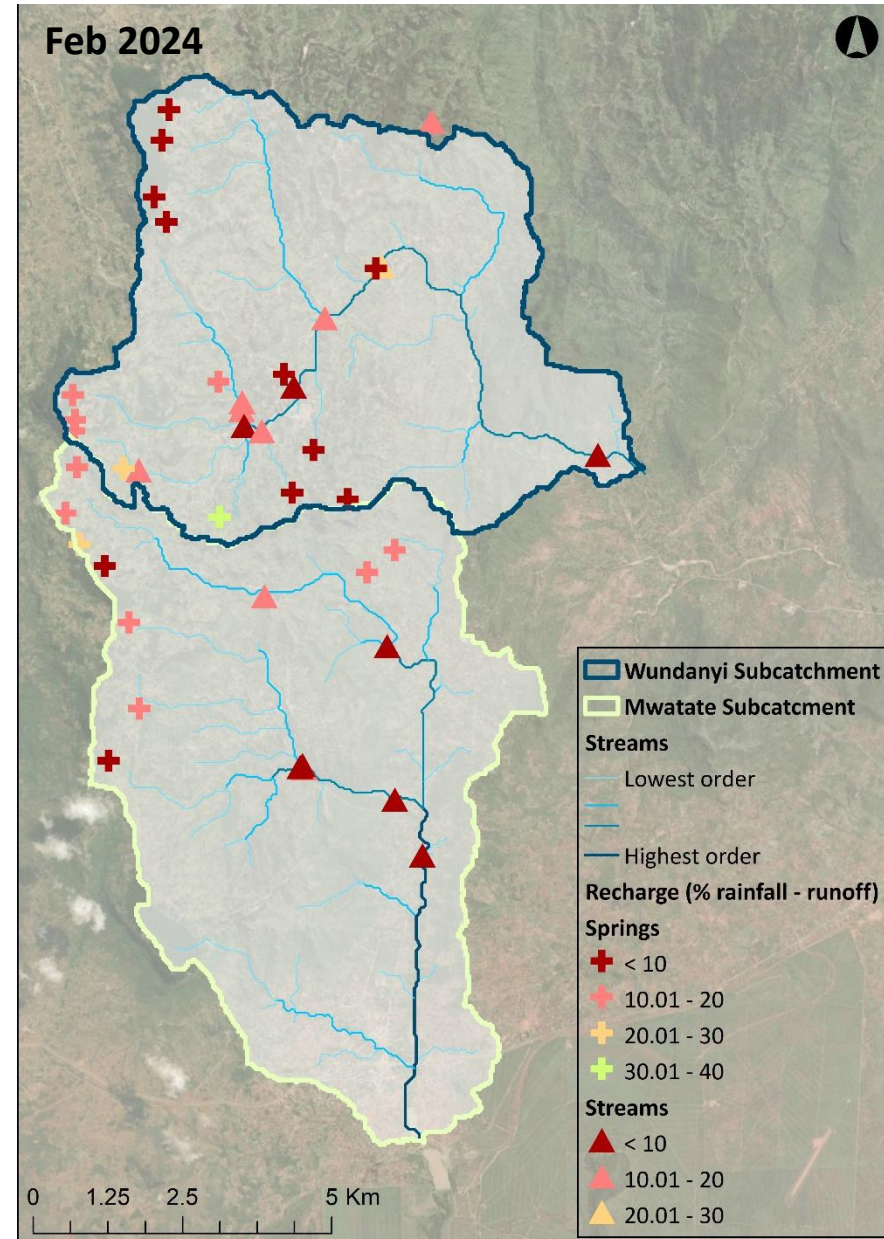 Feb 2024
Wundanyi Subcatchment
Mwatate Subcatcment
Streams
Lowest order
Highest order
Recharge (% rainfall - runoff)
Springs
< 10
10.01 - 20
20.01 - 30
30.01 - 40
Streams
< 10
10.01 - 20
20.01 - 30
0 1.25 2.5 5 Km